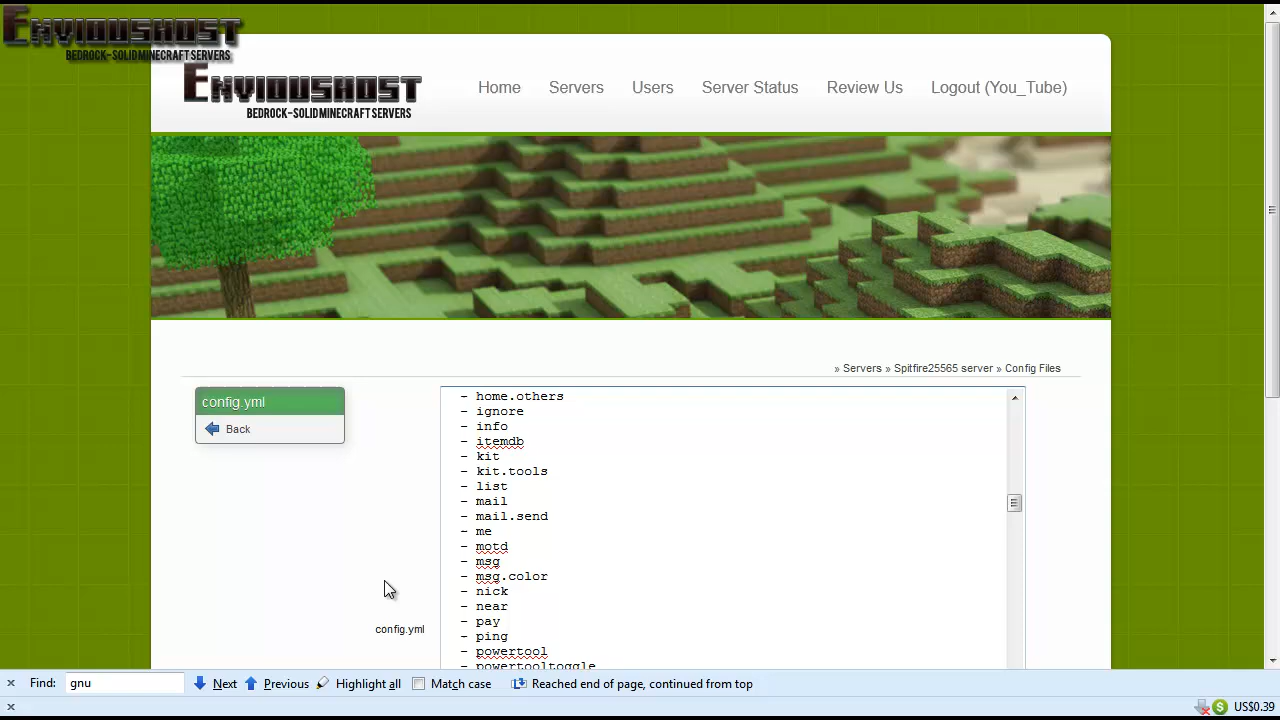 ENVIOUSHOST
BEDROCK-SOLID MINECRAFT SERVERS
ENVIOUSHOST
BEDROCK-SOLID MINECRAFT SERVERS
Home Servers Users Server Status Review Us Logout (You_Tube)
» Servers » Spitfire25565 server » Config Files
config.yml
Back
- home.others
- ignore
- info
- itemdb
- kit
- kit.tools
- list
- mail
- mail.send
- me
- motd
- msg
- msg.color
- nick
- near
- pay
- ping
- powertool
- powertooltoggle
config.yml
Find: gnu Next Previous Highlight all Match case Reached end of page, continued from top
US$0.39